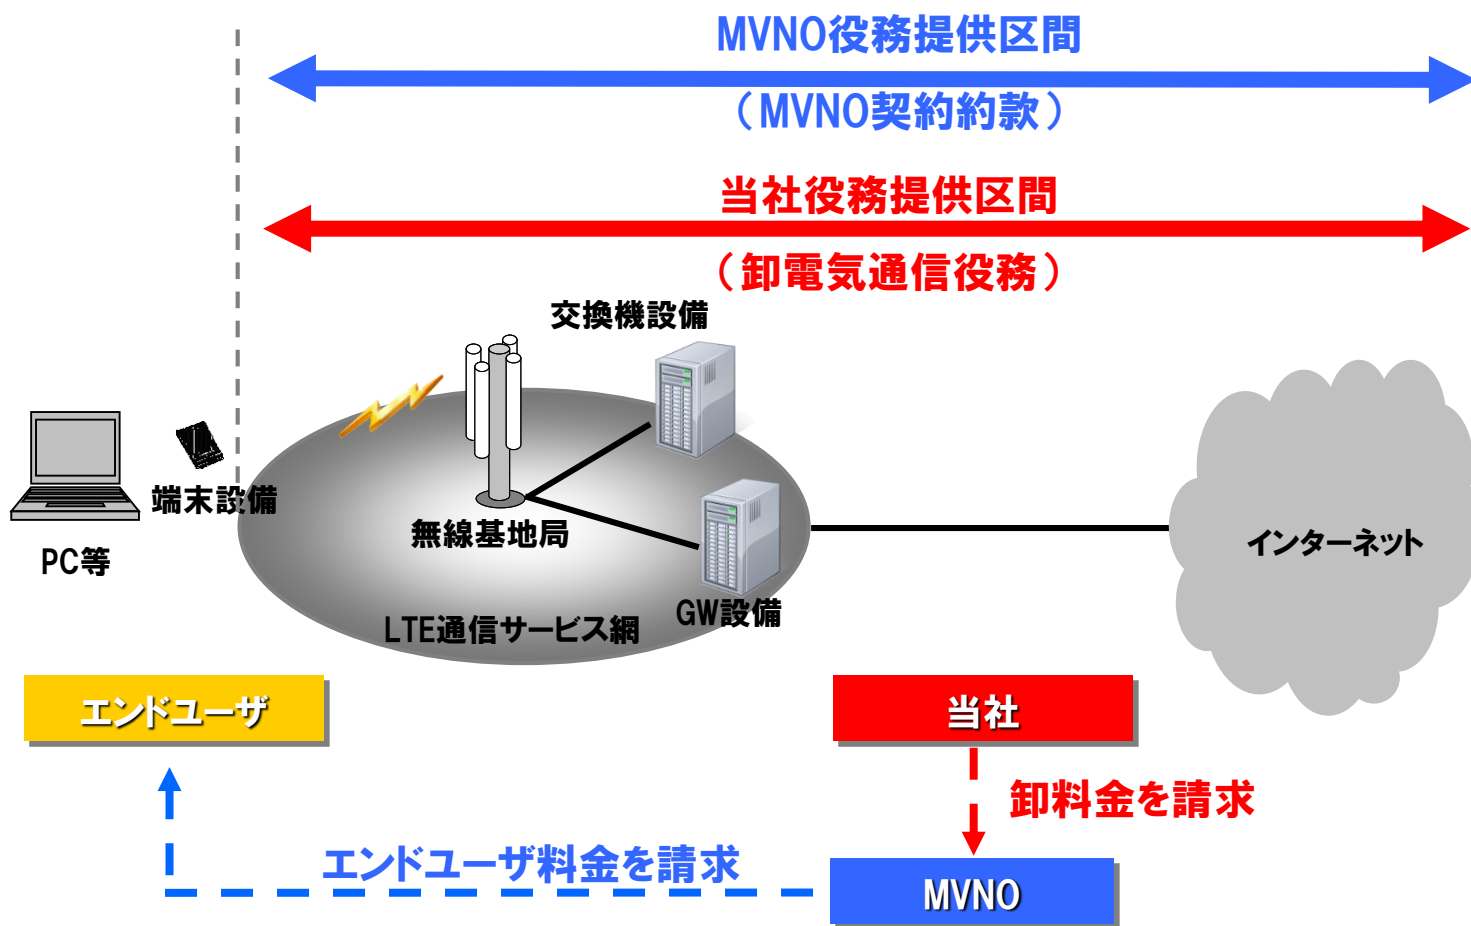 MVNO役務提供区間
（MVNO契約約款）
当社役務提供区間
（卸電気通信役務）
交換機設備
端末設備
無線基地局
インターネット
PC等
GW設備
LTE通信サービス網
エンドユーザ
当社
卸料金を請求
エンドユーザ料金を請求
MVNO